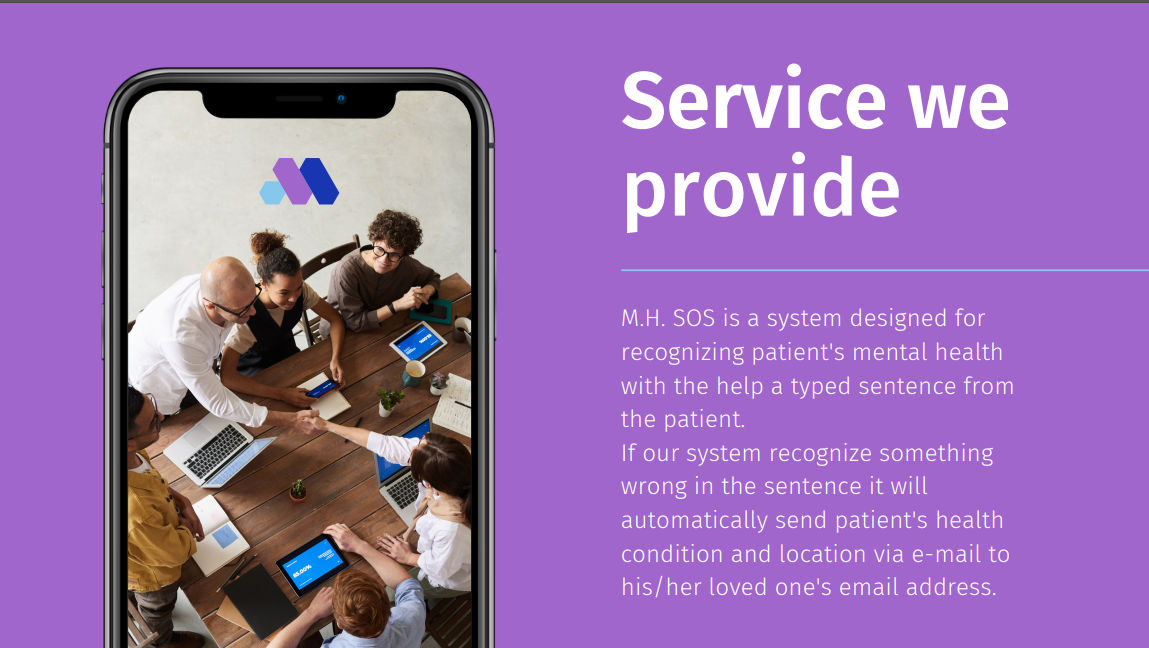 Service we
provide
M.H. SOS is a system designed for
recognizing patient's mental health
with the help a typed sentence from
the patient.
If our system recognize something
wrong in the sentence it will
automatically send patient's health
condition and location via e-mail to
his/her loved one's email address.